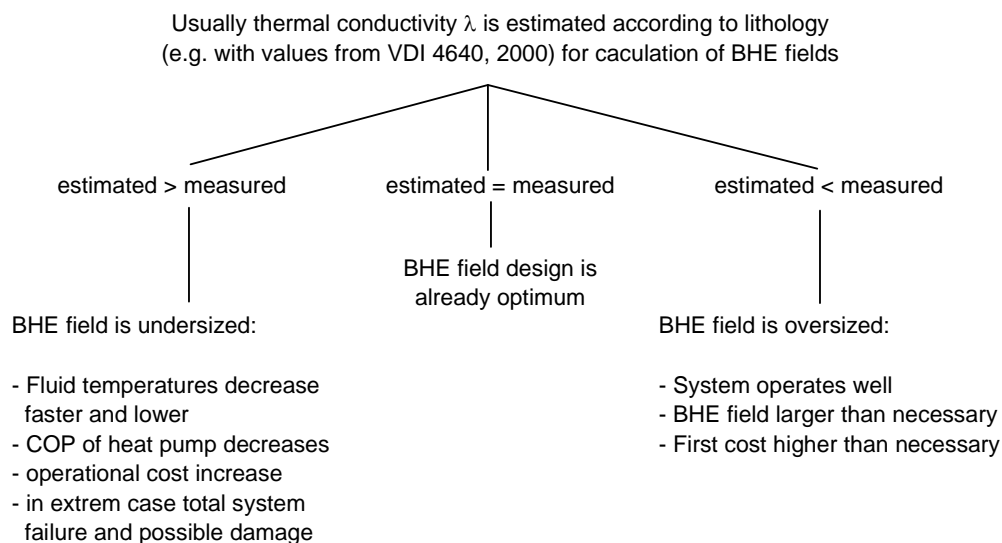 Usually thermal conductivity λ is estimated according to lithology
(e.g. with values from VDI 4640, 2000) for caculation of BHE fields
estimated > measured
estimated = measured
estimated < measured
BHE field design is
already optimum
BHE field is undersized:
- Fluid temperatures decrease
faster and lower
- COP of heat pump decreases
- operational cost increase
- in extrem case total system
failure and possible damage
BHE field is oversized:
- System operates well
- BHE field larger than necessary
- First cost higher than necessary